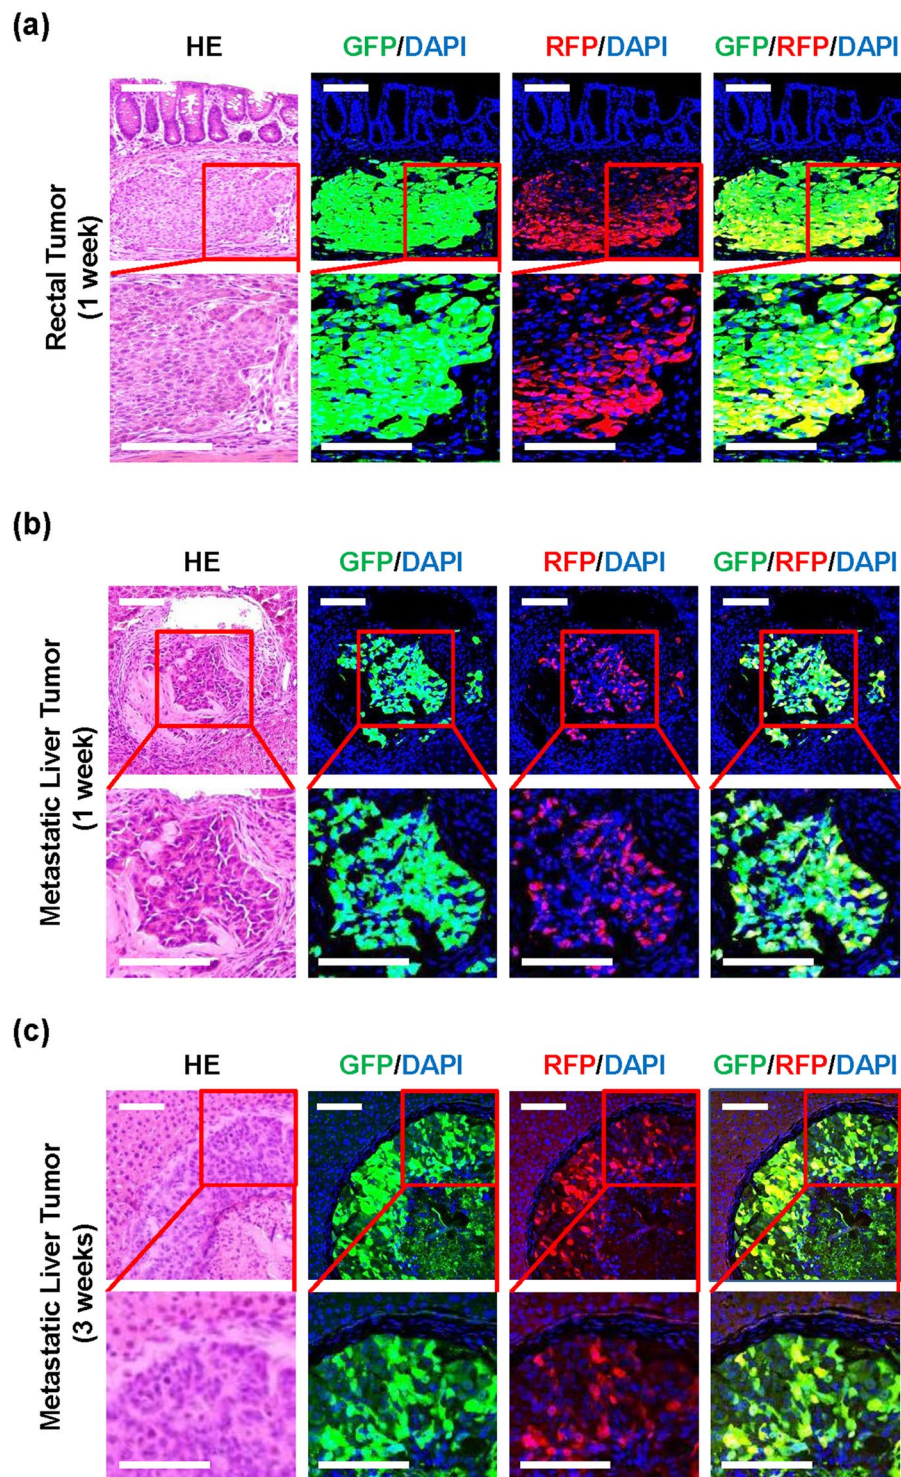 (a)
HE GFP/DAPI RFP/DAPI GFP/RFP/DAPI
Rectal Tumor
(1 week)
(b)
HE GFP/DAPI RFP/DAPI GFP/RFP/DAPI
Metastatic Liver Tumor
(1 week)
(c)
HE GFP/DAPI RFP/DAPI GFP/RFP/DAPI
Metastatic Liver Tumor
(3 weeks)